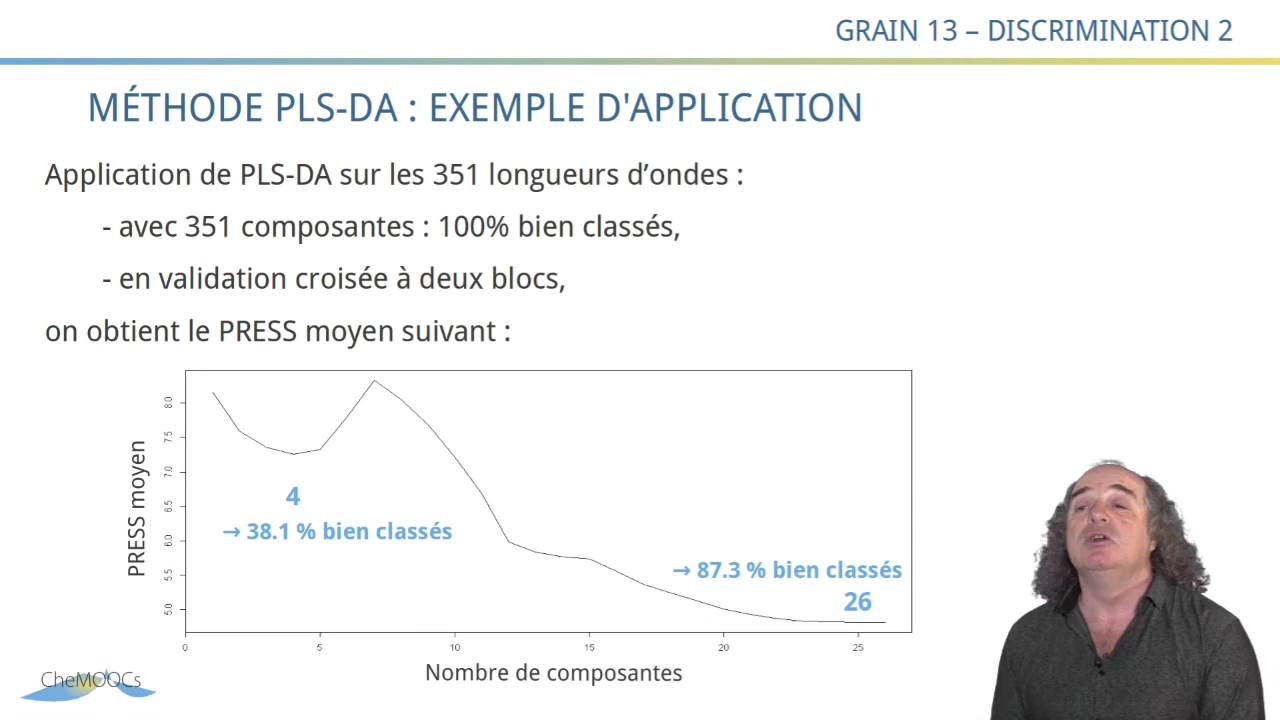 GRAIN 13 – DISCRIMINATION 2
MÉTHODE PLS-DA : EXEMPLE D'APPLICATION
Application de PLS-DA sur les 351 longueurs d’ondes :
- avec 351 composantes : 100% bien classés,
- en validation croisée à deux blocs,
on obtient le PRESS moyen suivant :
PRESS moyen
8.0
7.5
7.0
6.5
6.0
5.5
5.0
4
→ 38.1 % bien classés
→ 87.3 % bien classés
26
0 5 10 15 20 25
Nombre de composantes
CheMOOCs